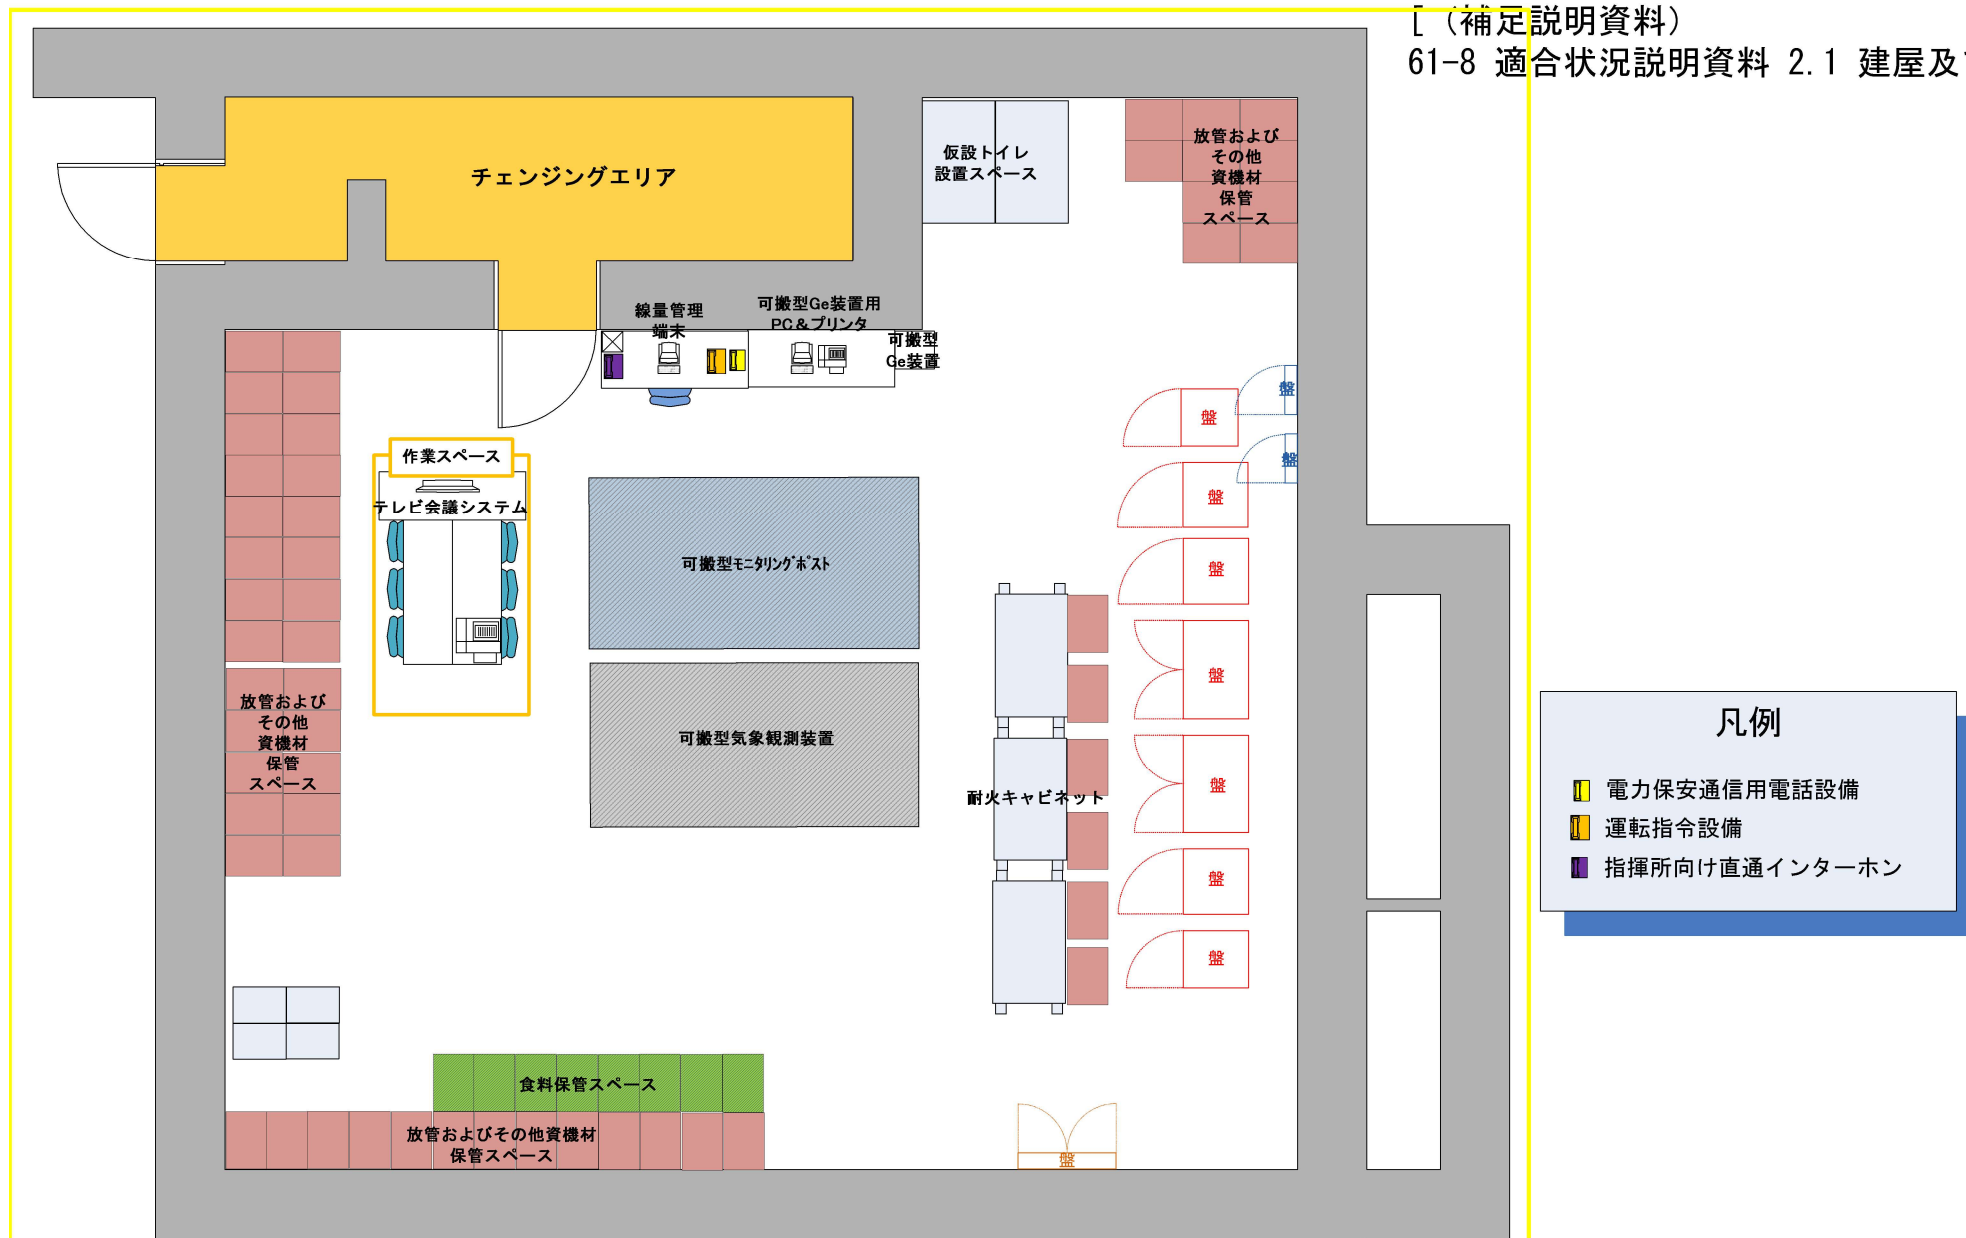 [（補足説明資料）
61-8 適合状況説明資料 2.1 建屋及
チェンジングエリア
仮設トイレ
設置スペース
放管および
その他
資機材
保管
スペース
線量管理
端末
可搬型Ge装置用
PC＆プリンタ
可搬型
Ge装置
盤
盤
盤
盤
作業スペース
テレビ会議システム
可搬型ﾓﾆﾀﾘﾝｸﾞﾎﾟｽﾄ
盤
盤
放管および
その他
資機材
保管
スペース
可搬型気象観測装置
耐火キャビネット
盤
盤
盤
食料保管スペース
放管およびその他資機材
保管スペース
盤
凡例
電力保安通信用電話設備
運転指令設備
指揮所向け直通インターホン